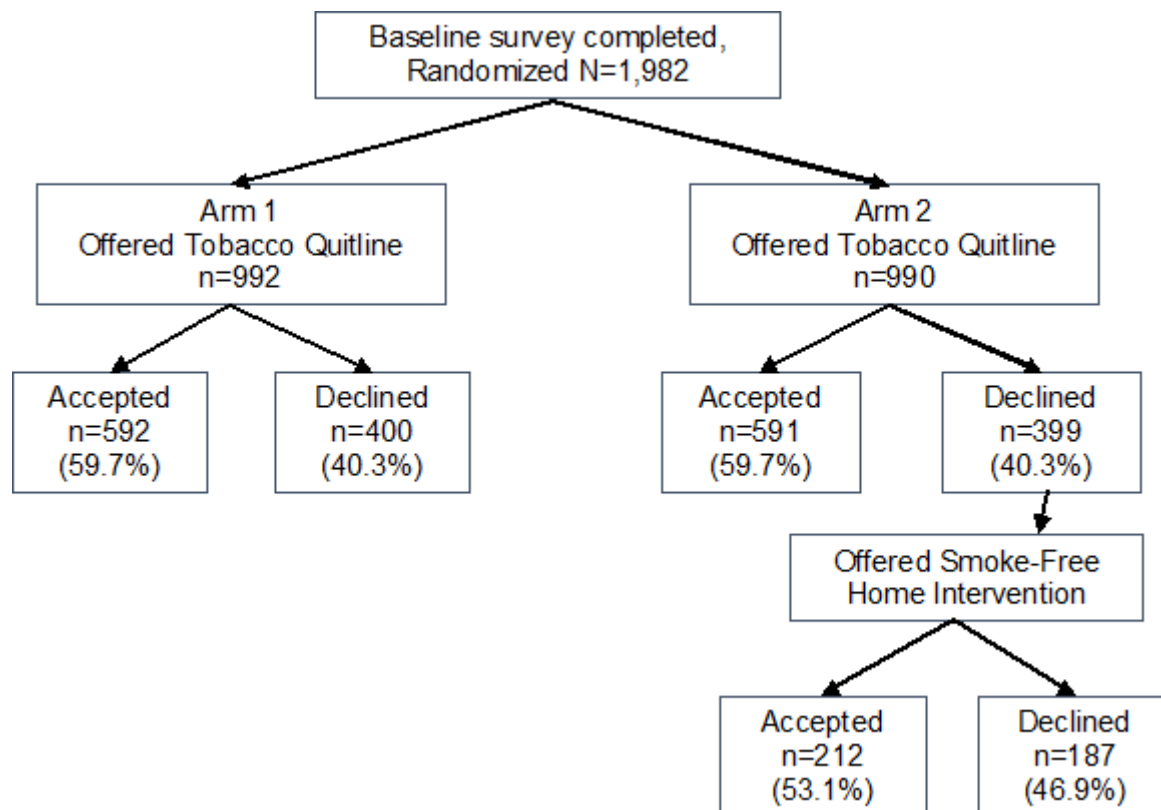 Baseline survey completed,
Randomized N=1,982
Arm 1
Offered Tobacco Quitline
n=992
Arm 2
Offered Tobacco Quitline
n=990
Accepted
n=592
(59.7%)
Declined
n=400
(40.3%)
Accepted
n=591
(59.7%)
Declined
n=399
(40.3%)
Offered Smoke-Free
Home Intervention
Accepted
n=212
(53.1%)
Declined
n=187
(46.9%)